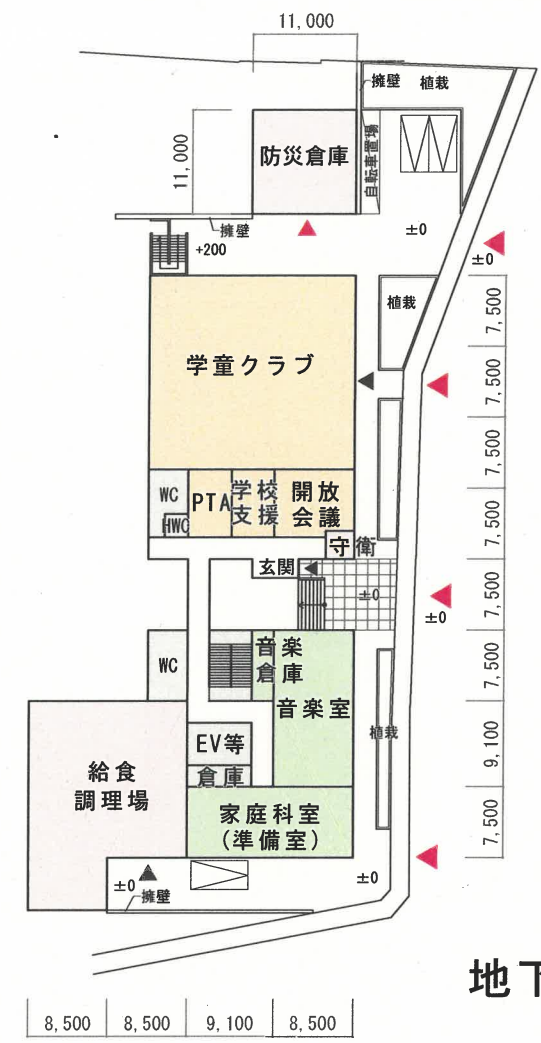 11,000
擁壁
植栽
11,000
防災倉庫
自転車置場
擁壁
+200
±0
±0
植栽
学童クラブ
7,500
7,500
7,500
WC
HWC
PTA
学校
支援
開放
会議
守衛
7,500
玄関
±0
±0
7,500
WC
音楽
倉庫
音楽室
7,500
EV等
倉庫
植栽
9,100
給食
調理場
家庭科室
(準備室)
7,500
±0
擁壁
±0
地下
8,500
8,500
9,100
8,500